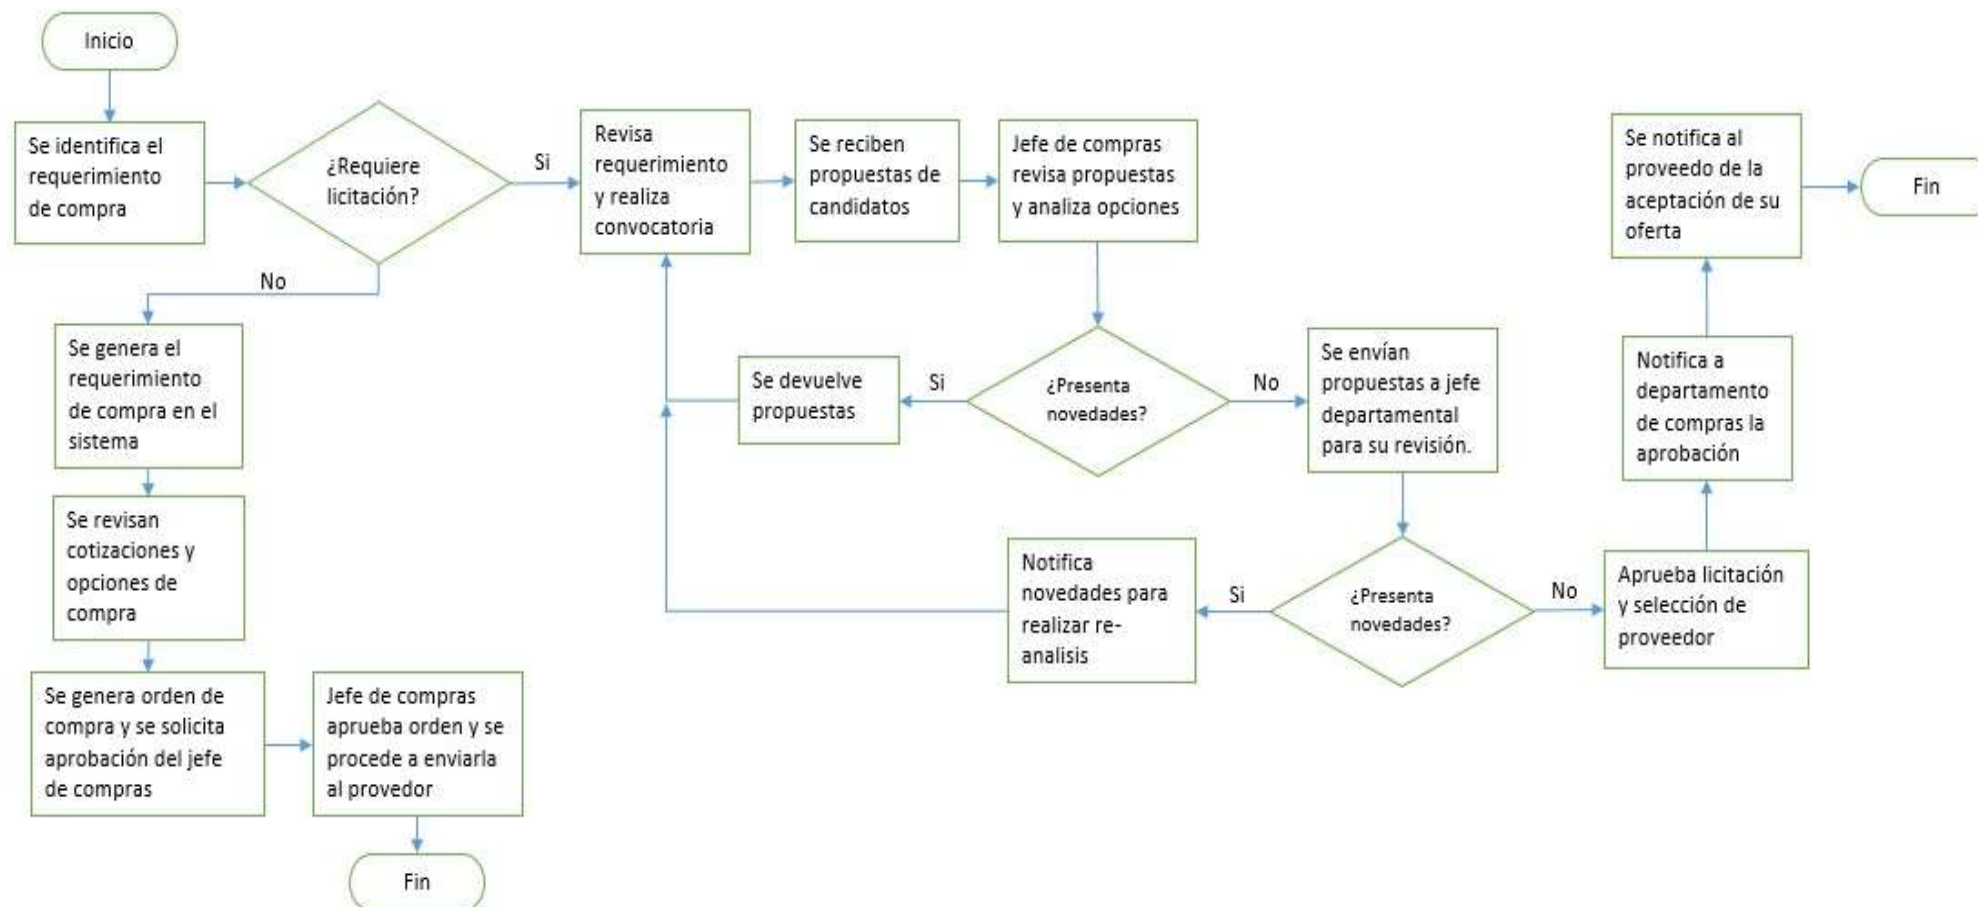 Inicio
Se identifica el
requerimiento
de compra
¿Requiere
licitación?
Si
No
Revisa
requerimiento
y realiza
convocatoria
Se reciben
propuestas de
candidatos
Jefe de compras
revisa propuestas
y analiza opciones
¿Presenta
novedades?
Si
Se devuelve
propuestas
No
Se envían
propuestas a jefe
departamental
para su revisión.
¿Presenta
novedades?
Si
Notifica
novedades para
realizar re-
analisis
No
Aprueba licitación
y selección de
proveedor
Notifica a
departamento
de compras la
aprobación
Se notifica al
proveedo de la
aceptación de su
oferta
Fin
Se genera el
requerimiento
de compra en el
sistema
Se revisan
cotizaciones y
opciones de
compra
Se genera orden de
compra y se solicita
aprobación del jefe
de compras
Jefe de compras
aprueba orden y se
procede a enviarla
al provedor
Fin